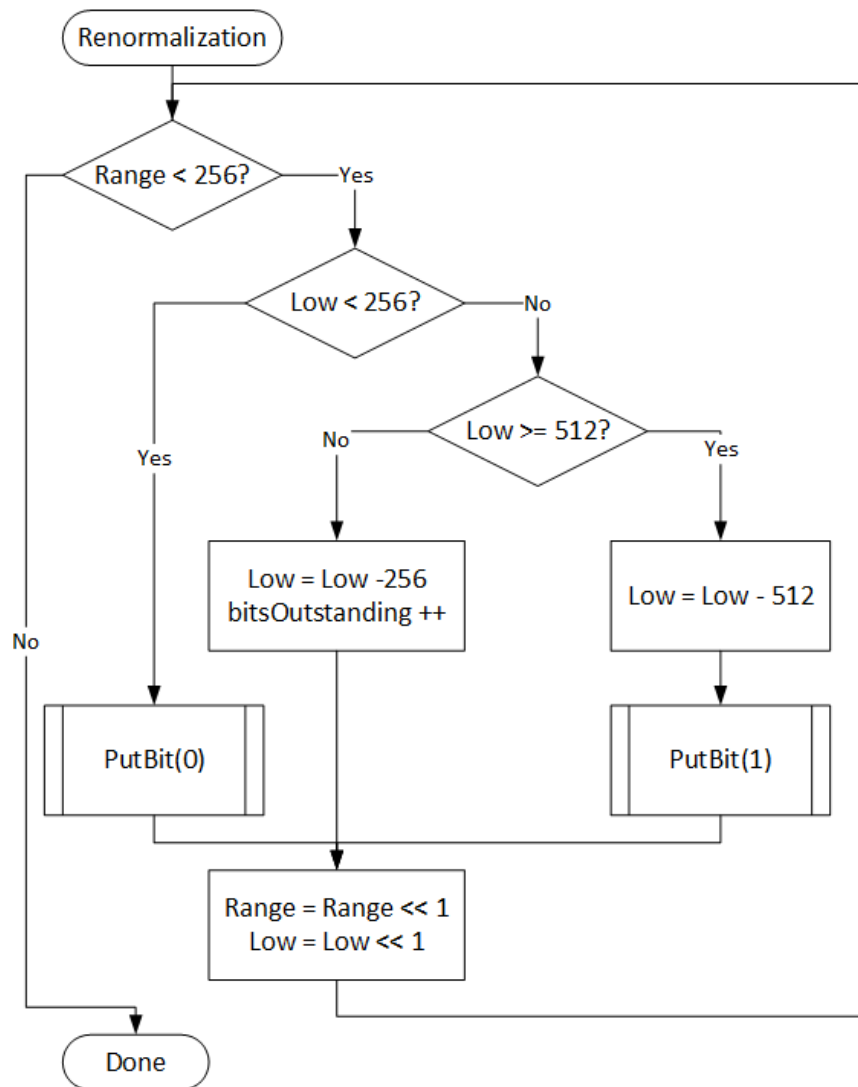 Renormalization
Range < 256?
Yes
Low < 256?
No
Low >= 512?
No
Yes
Yes
Low = Low -256
bitsOutstanding ++
Low = Low - 512
No
PutBit(0)
PutBit(1)
Range = Range << 1
Low = Low << 1
Done